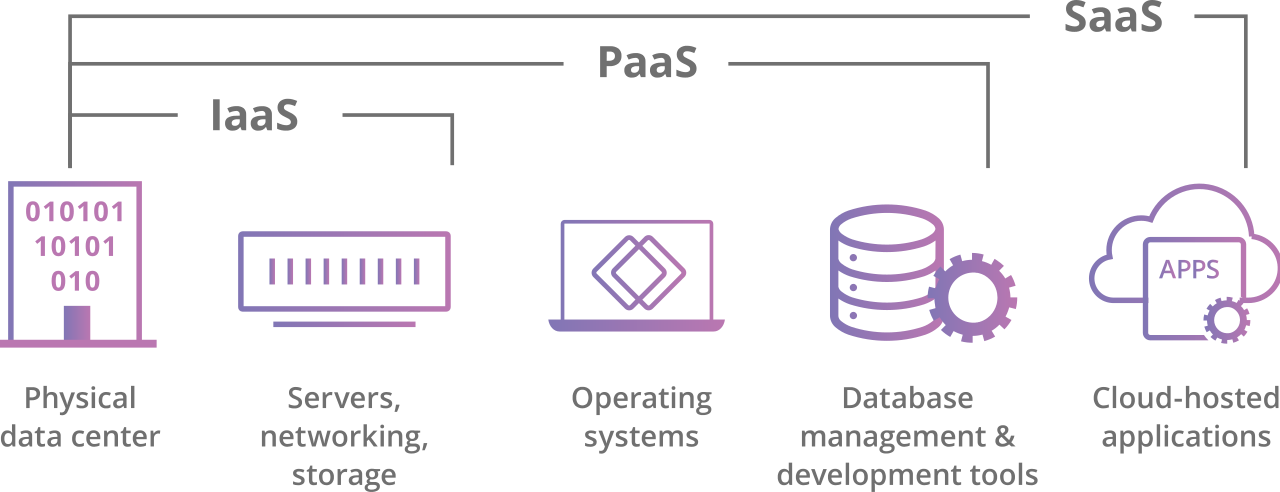 SaaS
PaaS
IaaS
010101
10101
010
APPS
Physical
data center
Servers,
networking,
storage
Operating
systems
Database
management &
development tools
Cloud-hosted
applications